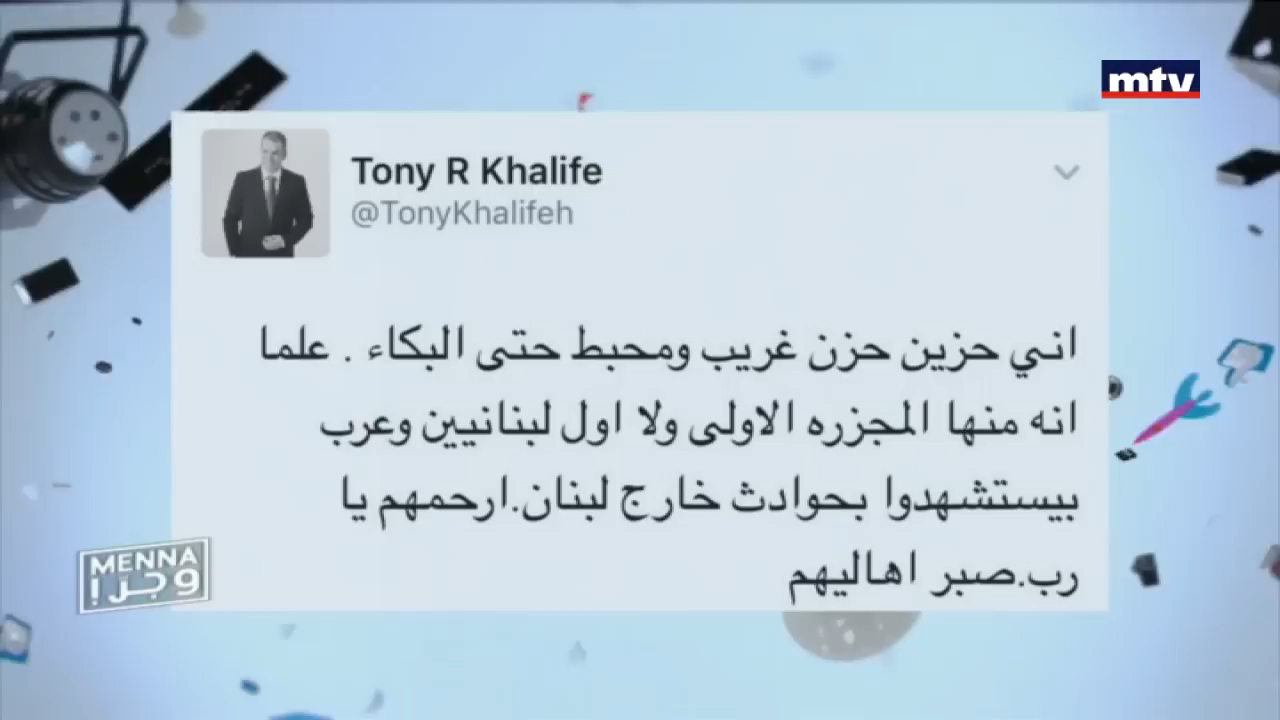 mtv
Tony R Khalife
@TonyKhalifeh
اني حزين حزن غريب ومحبط حتى البكاء . علما
انه منها المجزره الاولى ولا اول لبنانيين وعرب
بيستشهدوا بحوادث خارج لبنان.ارحمهم يا
رب.صبر اهاليهم
MENNA
وجرا